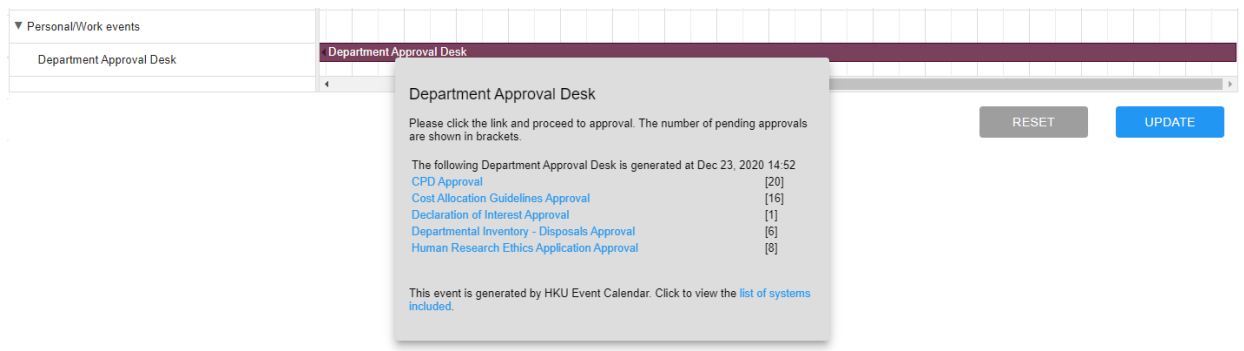 ▼ Personal/Work events
Department Approval Desk
Department Approval Desk
Department Approval Desk
Please click the link and proceed to approval. The number of pending approvals
are shown in brackets.
RESET
UPDATE
The following Department Approval Desk is generated at Dec 23, 2020 14:52
CPD Approval [20]
Cost Allocation Guidelines Approval [16]
Declaration of Interest Approval [1]
Departmental Inventory - Disposals Approval [6]
Human Research Ethics Application Approval [8]
This event is generated by HKU Event Calendar. Click to view the list of systems
included.